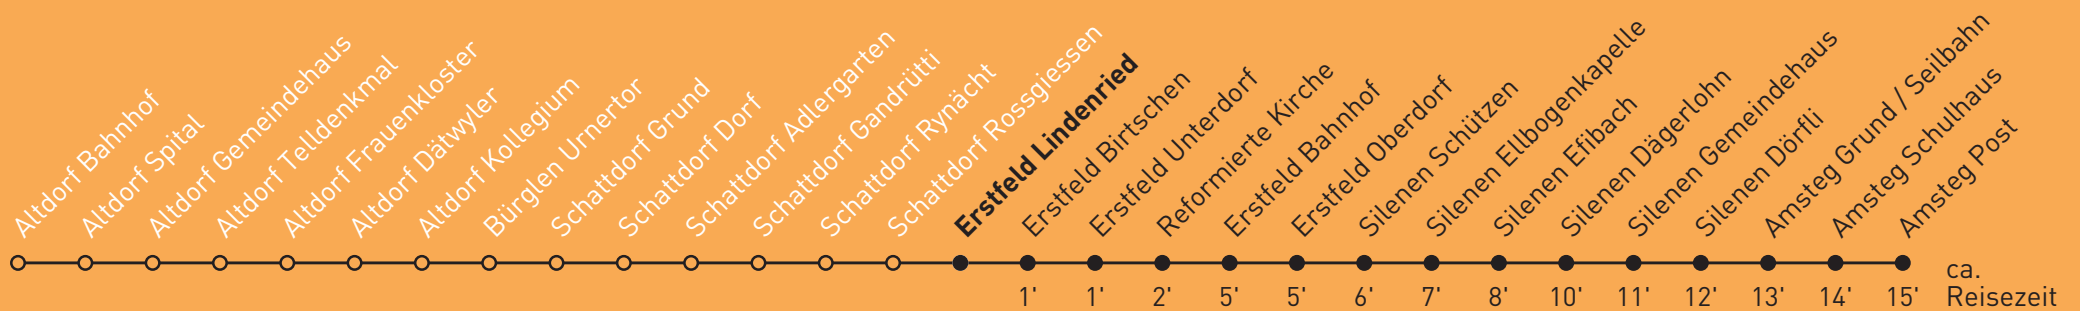 Altdorf Bahnhof
Altdorf Spital
Altdorf Gemeindehaus
Altdorf Telldenkmal
Altdorf Frauenkloster
Altdorf Dätwyler
Altdorf Kollegium
Bürglen Urnertor
Schattdorf Grund
Schattdorf Dorf
Schattdorf Adlergarten
Schattdorf Gandrütti
Schattdorf Rynächt
Schattdorf Rossgiessen
Erstfeld Lindenried
Erstfeld Birtschen
Erstfeld Unterdorf
Reformierte Kirche
Erstfeld Bahnhof
Erstfeld Oberdorf
Silenen Schützen
Silenen Ellbogenkapelle
Silenen Efibach
Silenen Dägerlohn
Silenen Gemeindehaus
Silenen Dörfli
Amsteg Grund / Seilbahn
Amsteg Schulhaus
Amsteg Post
1' 1' 2' 5' 5' 6' 7' 8' 10' 11' 12' 13' 14' 15'
ca.
Reisezeit